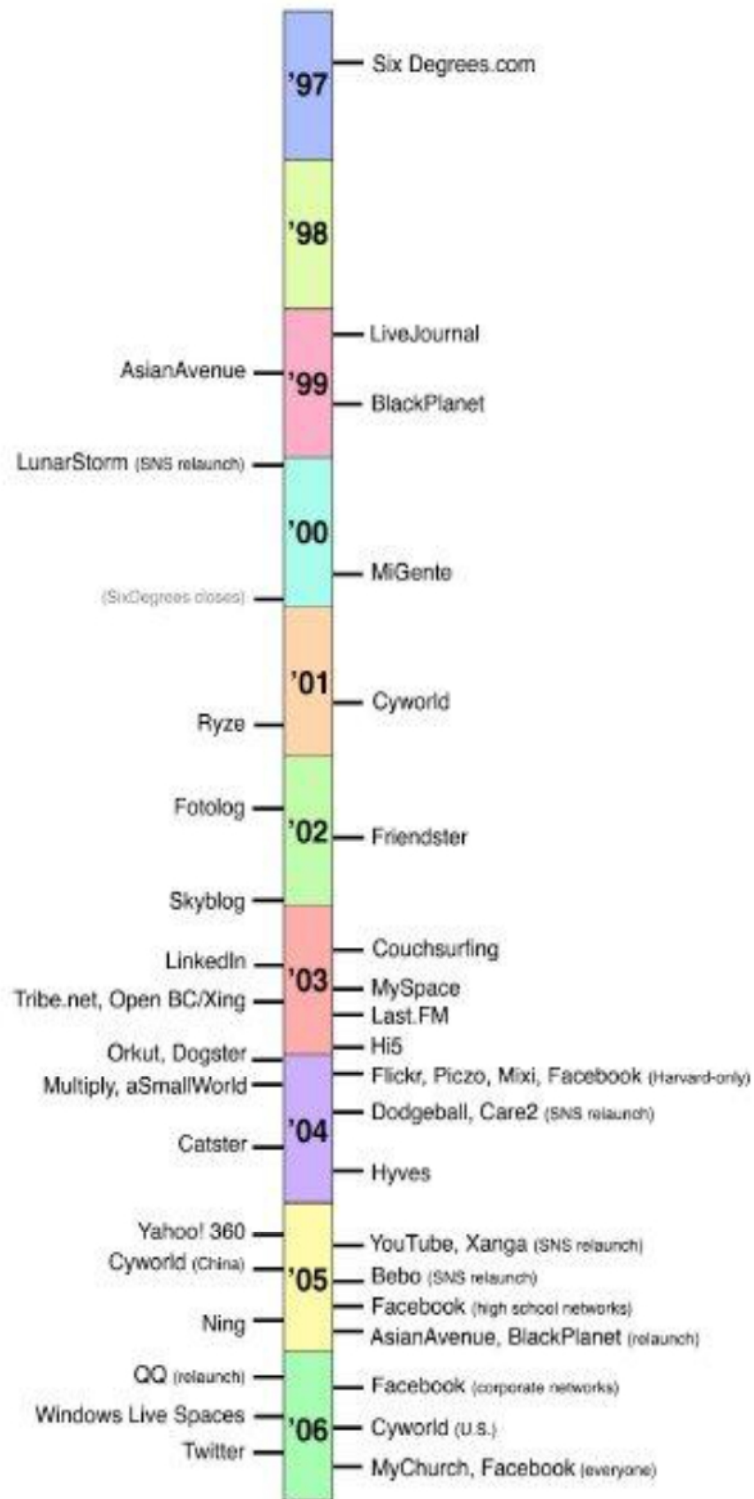 '97
Six Degrees.com
'98
LiveJournal
AsianAvenue
'99
BlackPlanet
LunarStorm (SNS relaunch)
'00
MiGente
(SixDegrees closes)
'01
Cyworld
Ryze
Fotolog
'02
Friendster
Skyblog
Couchsurfing
LinkedIn
'03
MySpace
Tribe.net, Open BC/Xing
Last.FM
Hi5
Orkut, Dogster
Flickr, Piczo, Mixi, Facebook (Harvard-only)
Multiply, aSmallWorld
Dodgeball, Care2 (SNS relaunch)
'04
Catster
Hyves
Yahoo! 360
YouTube, Xanga (SNS relaunch)
Cyworld (China)
'05
Bebo (SNS relaunch)
Facebook (high school networks)
Ning
AsianAvenue, BlackPlanet (relaunch)
QQ (relaunch)
Facebook (corporate networks)
Windows Live Spaces
'06
Cyworld (U.S.)
Twitter
MyChurch, Facebook (everyone)